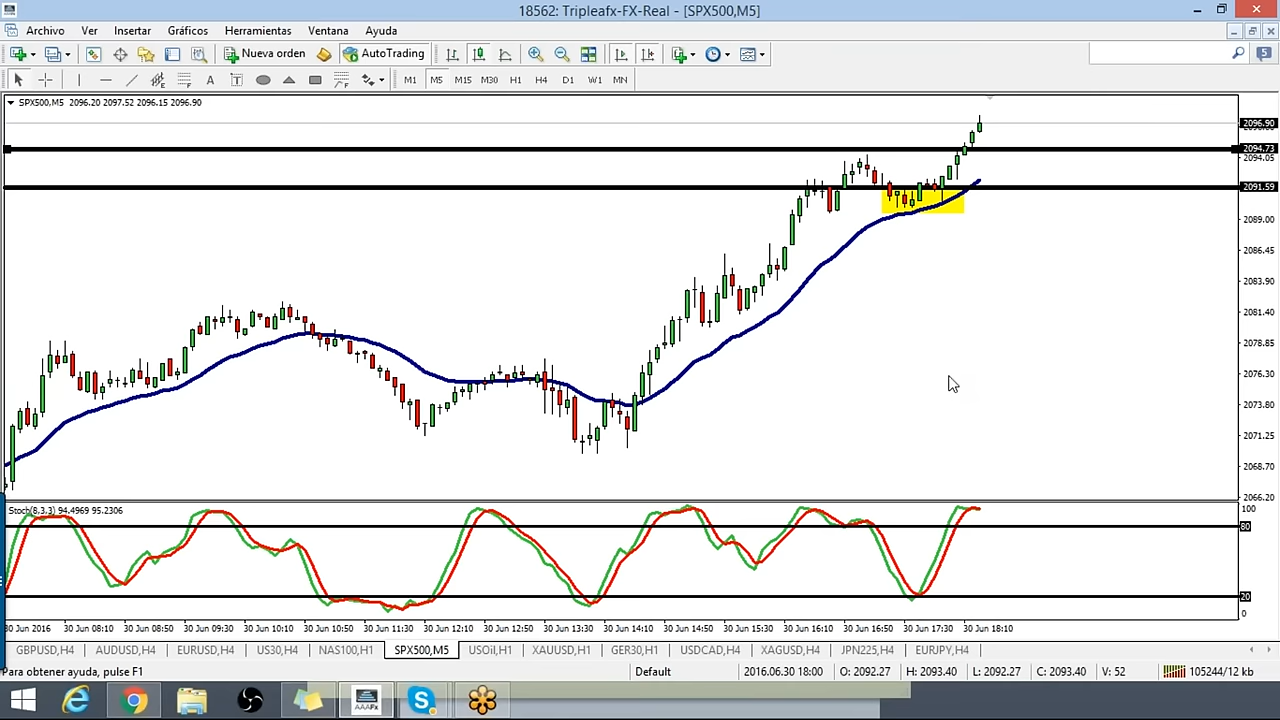 18562: Tripleafx-FX-Real - [SPX500,M5]
Archivo Ver Insertar Gráficos Herramientas Ventana Ayuda
Nueva orden AutoTrading 5
A T M1 M5 M15 M30 H1 H4 D1 W1 MN
SPX500,M5 2096.20 2097.52 2096.15 2096.90
2096.90
2094.73
2094.05
2091.59
2089.00
2086.45
2083.90
2081.40
2078.85
2076.30
2073.80
2071.25
2068.70
2066.20
Stoch(8,3,3) 94.4969 95.2306
100
80
20
0
30 Jun 2016 30 Jun 08:10 30 Jun 08:50 30 Jun 09:30 30 Jun 10:10 30 Jun 10:50 30 Jun 11:30 30 Jun 12:10 30 Jun 12:50 30 Jun 13:30 30 Jun 14:10 30 Jun 14:50 30 Jun 15:30 30 Jun 16:10 30 Jun 16:50 30 Jun 17:30 30 Jun 18:10
GBPUSD,H4 AUDUSD,H4 EURUSD,H4 US30,H4 NAS100,H1 SPX500,M5 USOil,H1 XAUUSD,H1 GER30,H1 USDCAD,H4 XAGUSD,H4 JPN225,H4 EURJPY,H4
Para obtener ayuda, pulse F1 Default 2016.06.30 18:00 O: 2092.27 H: 2093.40 L: 2092.27 C: 2093.40 V: 52 105244/12 kb
AAAFx